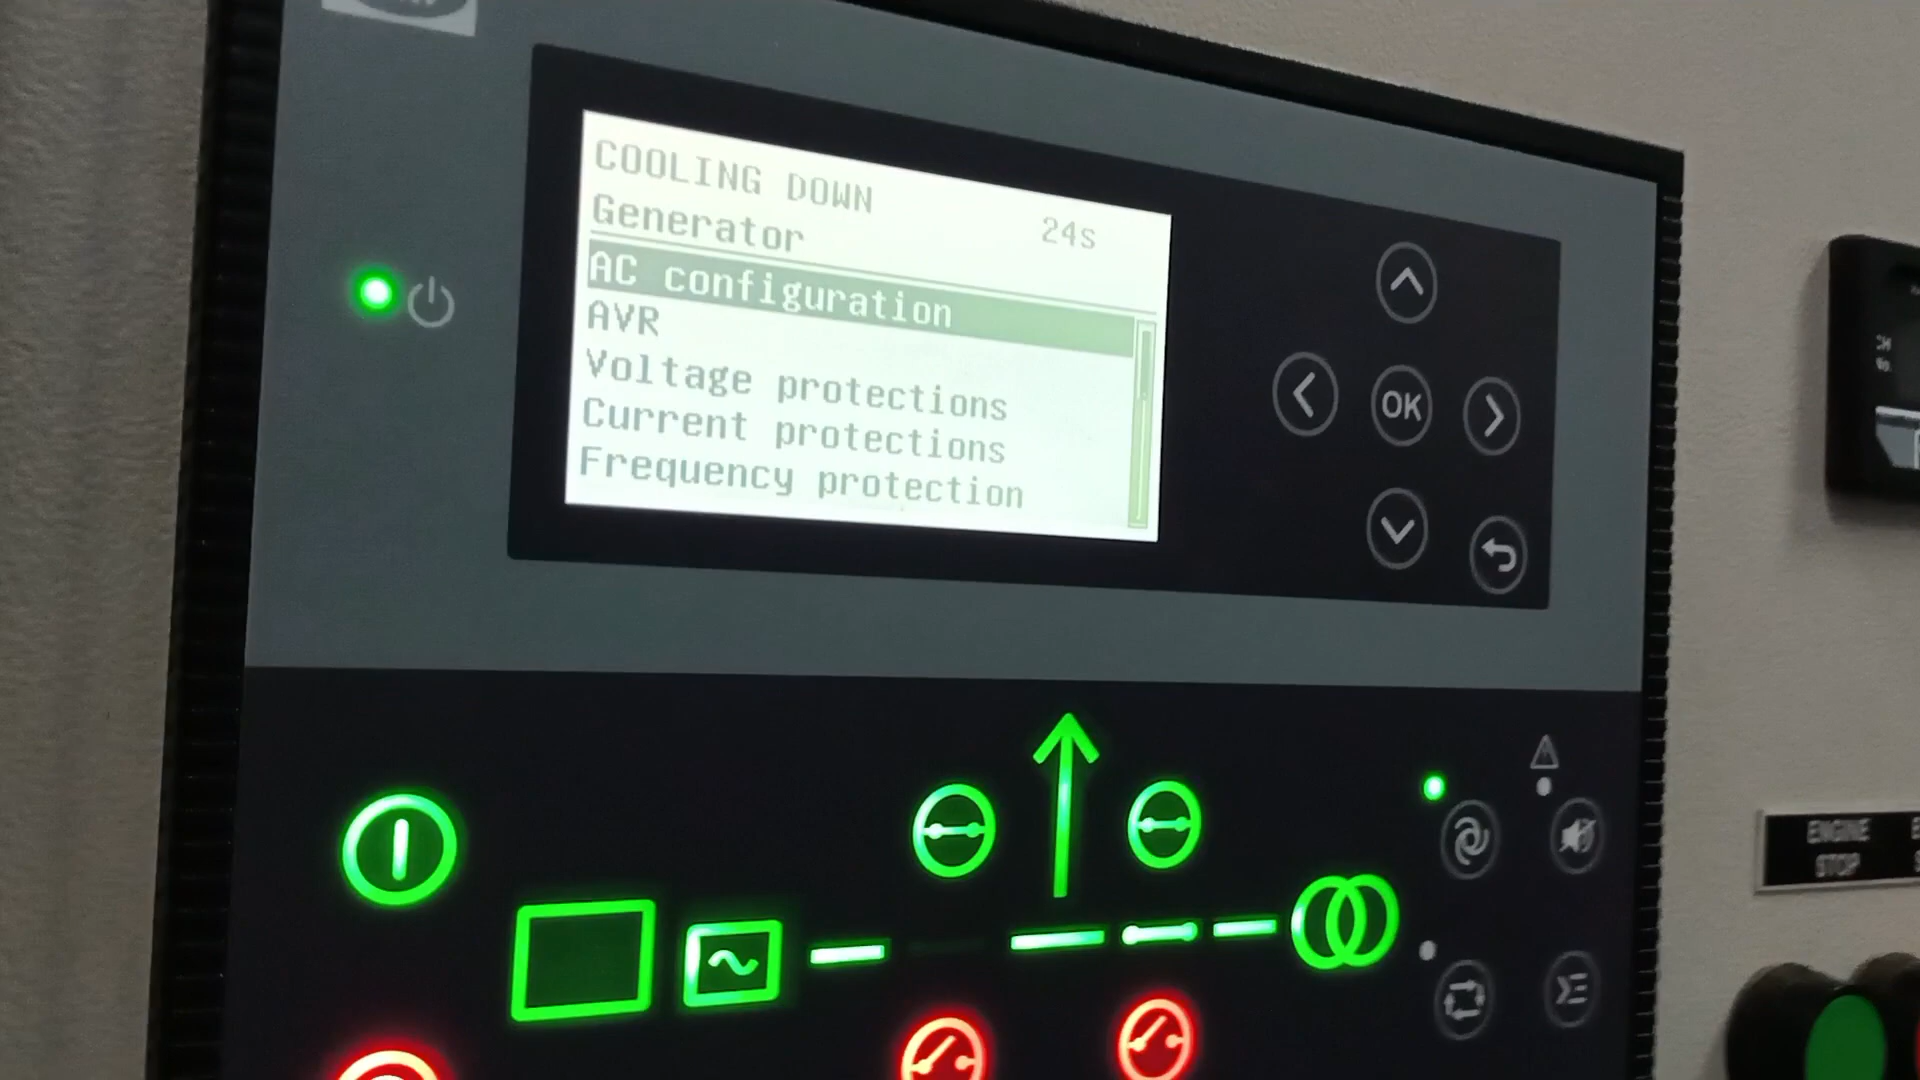 COOLING DOWN
24s
Generator
AC configuration
AVR
Voltage protections
Current protections
Frequency protection
OK
ENGINE
STOP